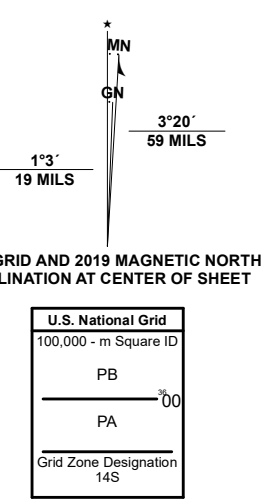 ★
MN
GN
3°20´
59 MILS
1°3´
19 MILS
GRID AND 2019 MAGNETIC NORTH
LINATION AT CENTER OF SHEET
U.S. National Grid
100,000 - m Square ID
PB
³⁶00
PA
Grid Zone Designation
14S